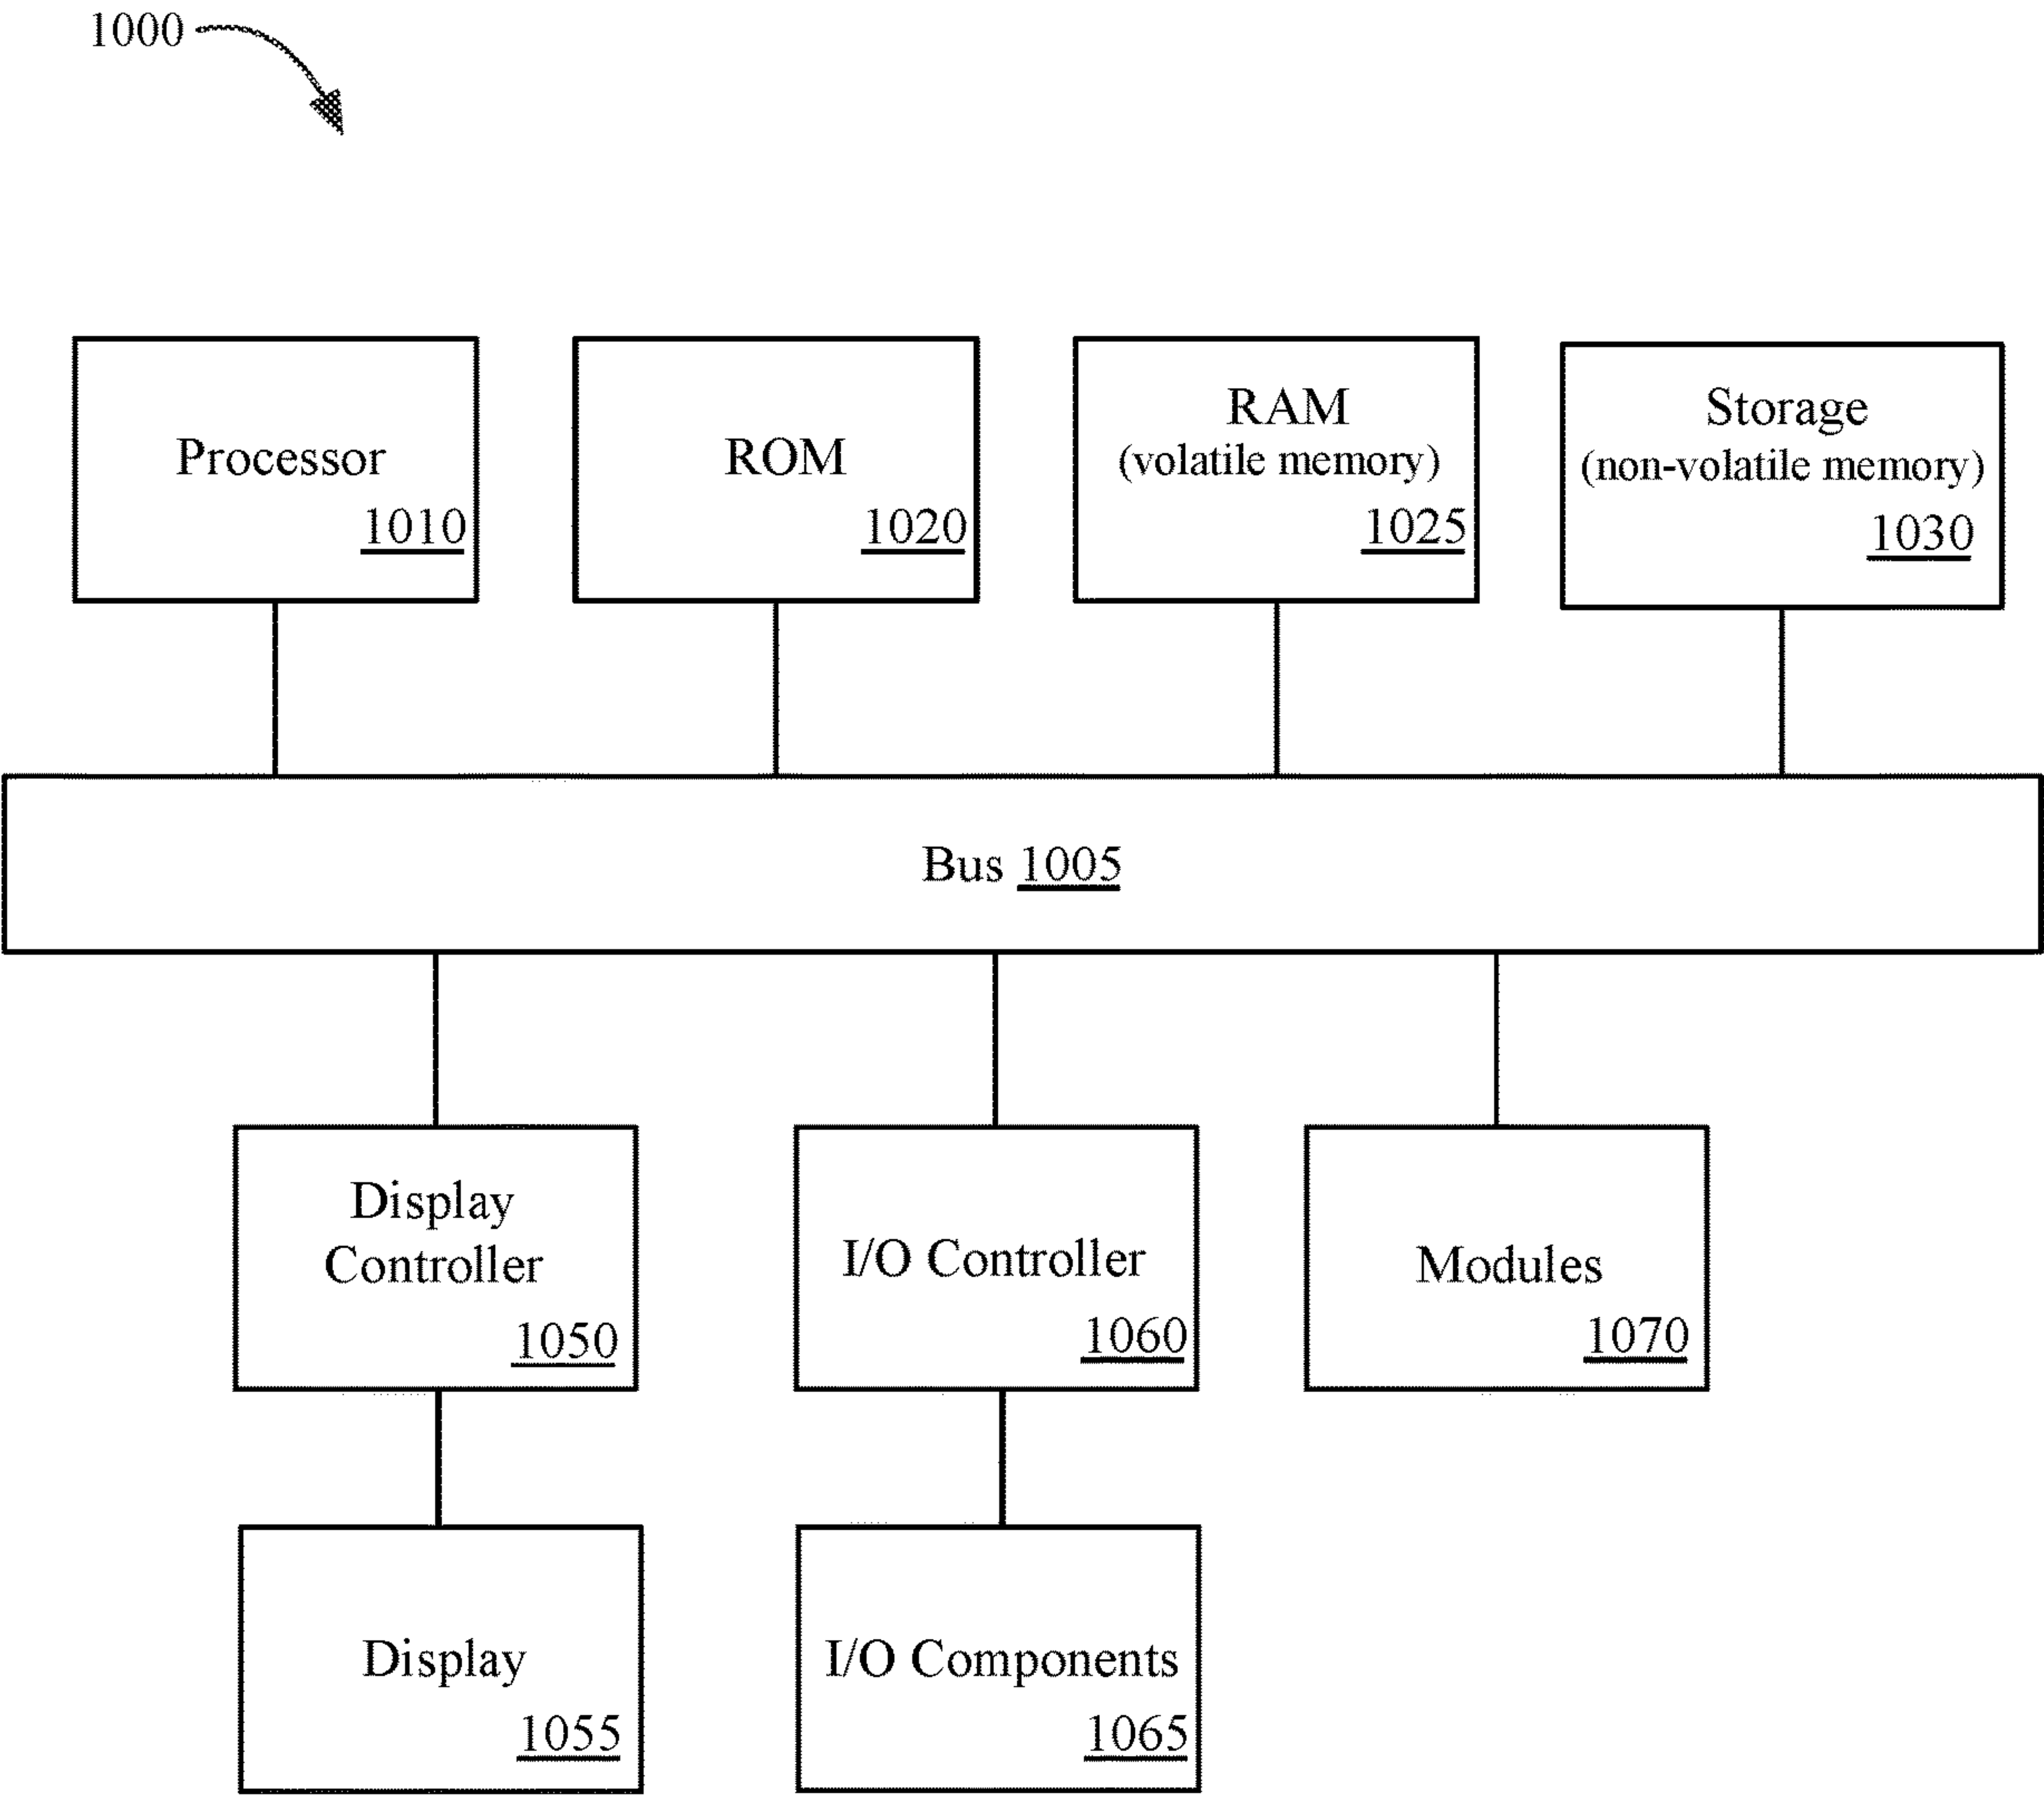 1000
Processor
1010
ROM
1020
RAM
(volatile memory)
1025
Storage
(non-volatile memory)
1030
Bus 1005
Display
Controller
1050
I/O Controller
1060
Modules
1070
Display
1055
I/O Components
1065